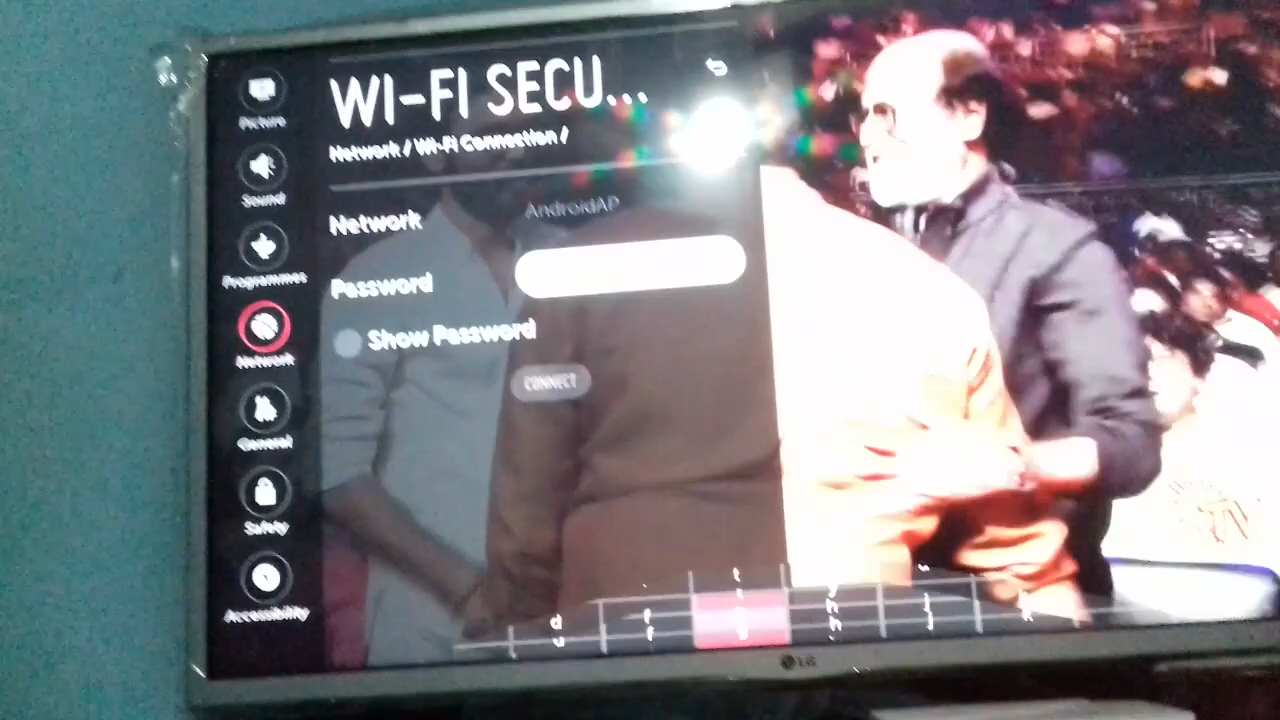 WI-FI SECU...
Network / Wi-Fi Connection /
Picture
Sound
Programmes
Network
General
Safety
Accessibility
Network AndroidAP
Password
Show Password
CONNECT
LG